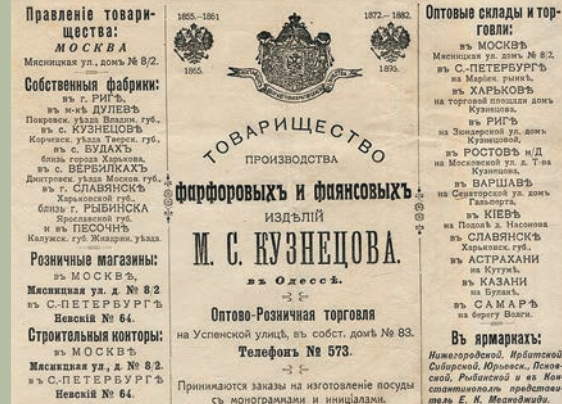 Правленіе товари-
щества:
МОСКВА
Мясницкая ул., домъ № 8/2.
Собственныя фабрики:
въ г. РИГѢ,
въ м-кѣ ДУЛЕВѢ
Покровск. уѣзда Владим. губ.,
въ с. КУЗНЕЦОВѢ
Корчевск. уѣзда Тверск. губ.,
въ с. БУДАХЪ
близь города Харькова,
въ с. ВЕРБИЛКАХЪ
Дмитровск. уѣзда Москов. губ.,
въ г. СЛАВЯНСКѢ
Харьковской губ.,
близь г. РЫБИНСКА
Ярославской губ.
и въ ПЕСОЧНѢ
Калужск. губ. Жиздрин. уѣзда.
Розничные магазины:
въ МОСКВѢ,
Мясницкая ул. д. № 8/2
въ С.-ПЕТЕРБУРГѢ
Невскій № 64.
Строительныя конторы:
въ МОСКВѢ
Мясницкая ул., д. № 8/2.
въ С.-ПЕТЕРБУРГѢ
Невскій № 64.
1855.—1861
1865.
1872.— 1882.
1895.
ТОВАРИЩЕСТВО
ПРОИЗВОДСТВА
фарфоровыхъ и фаянсовыхъ
ИЗДѢЛІЙ
М. С. КУЗНЕЦОВА.
въ Одессѣ.
Оптово-Розничная торговля
на Успенской улицѣ, въ собст. домѣ № 83.
Телефонъ № 573.
Принимаются заказы на изготовленіе посуды
съ монограммами и иниціалами.
Оптовые склады и тор-
говли:
въ МОСКВѢ
Мясницкая ул. домъ № 8/2,
въ С.-ПЕТЕРБУРГѢ
на Маріин. рынкѣ,
въ ХАРЬКОВѢ
на торговой площади домъ
Кузнецова,
въ РИГѢ
на Зюндерской ул. домъ
Кузнецовой,
въ РОСТОВѢ н/Д
на Московской ул. д. Т-ва
Кузнецова,
въ ВАРШАВѢ
на Сенаторской ул. домъ
Гальперта,
въ КІЕВѢ
на Подолѣ д. Насонова
въ СЛАВЯНСКѢ
Харьковск. губ.,
въ АСТРАХАНИ
на Кутумѣ,
въ КАЗАНИ
на Булакѣ,
въ САМАРѢ
на берегу Волги.
Въ ярмаркахъ:
Нижегородской, Ирбитской
Сибирской, Юрьевск., Псков-
ской, Рыбинской и въ Кон-
стантинополѣ представи-
тель Е. К.